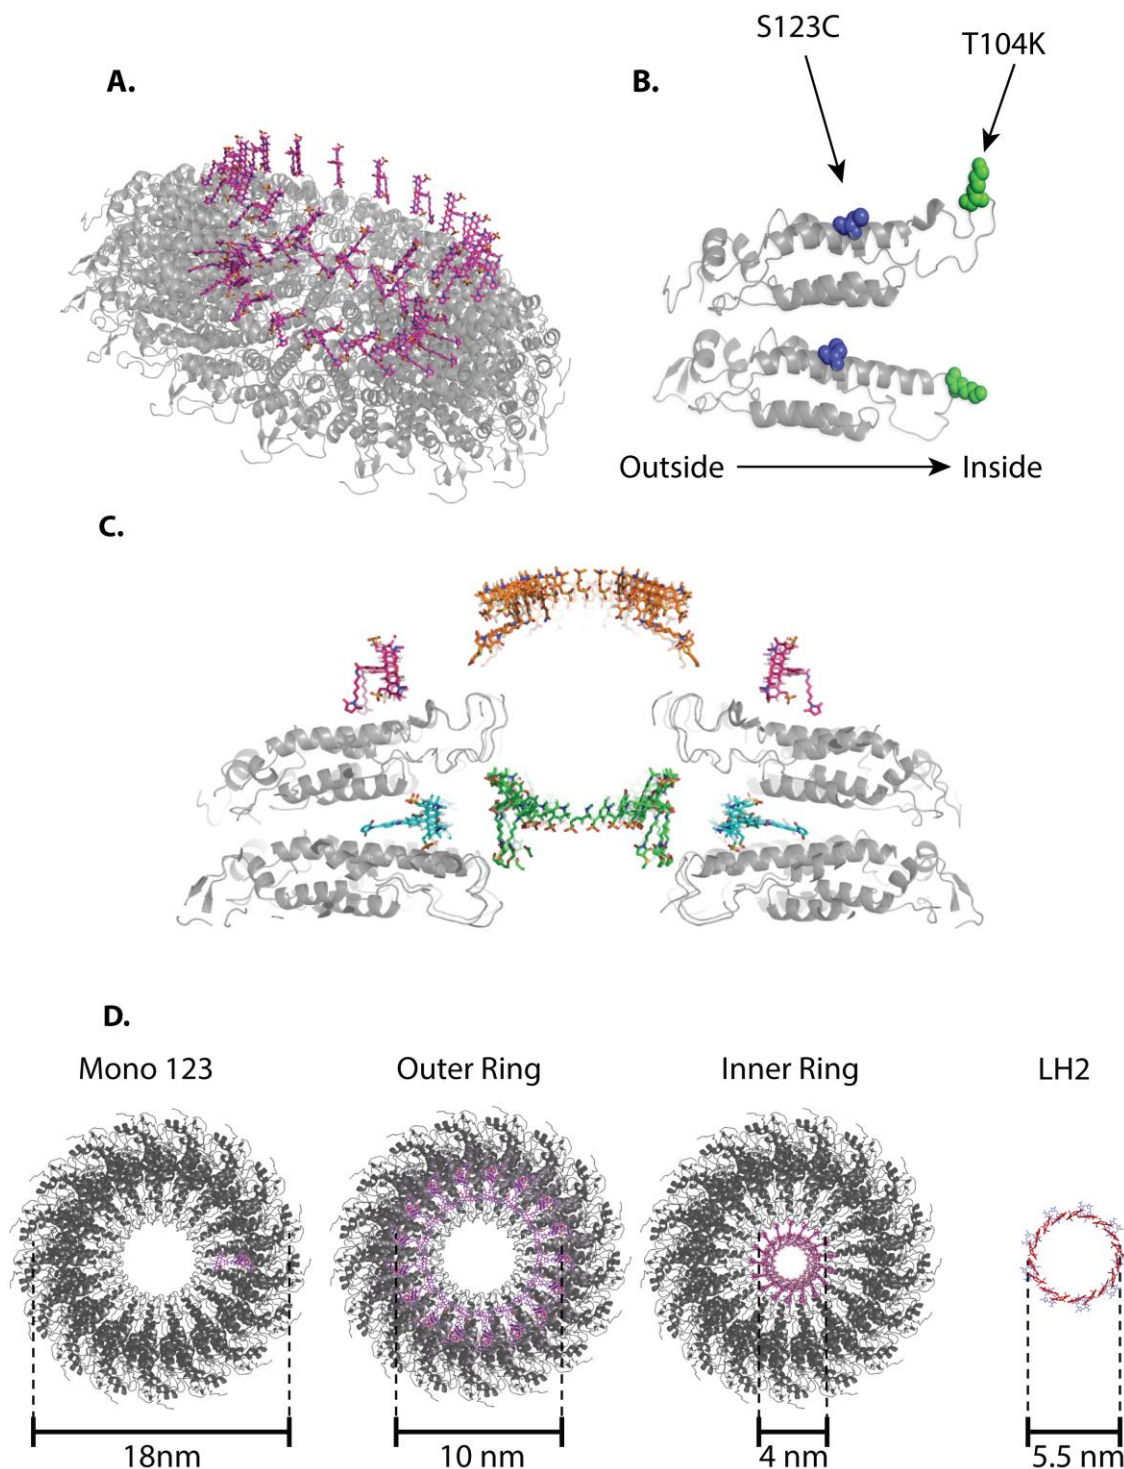 A.
B.
S123C
T104K
Outside
Inside
C.
D.
Mono 123
Outer Ring
Inner Ring
LH2
18nm
10 nm
4 nm
5.5 nm